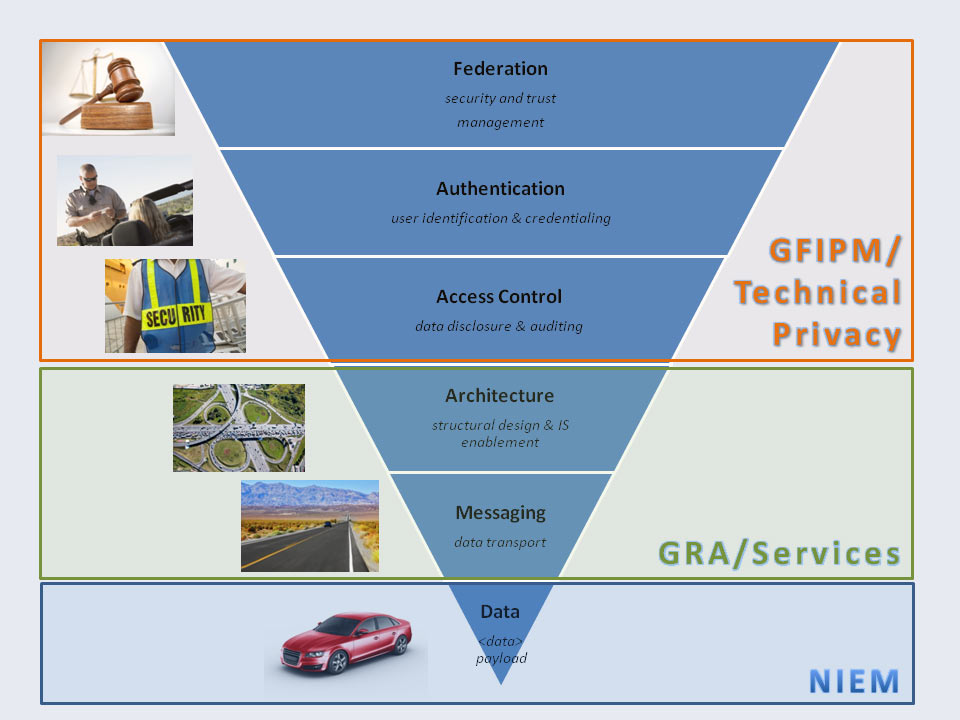 Federation
security and trust
management
Authentication
user identification & credentialing
GFIPM/
Technical
Privacy
Access Control
data disclosure & auditing
SECURITY
Architecture
structural design & IS
enablement
Messaging
data transport
GRA/Services
Data
<data>
payload
NIEM